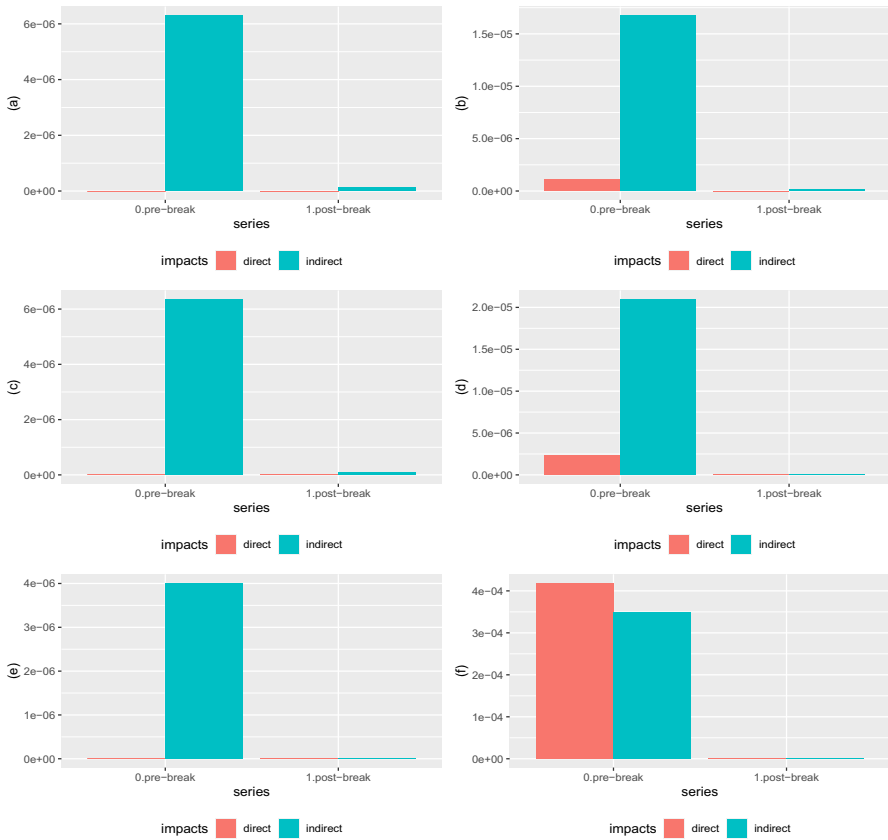 (a)
6e−06
4e−06
2e−06
0e+00
0.pre−break 1.post−break
series
impacts direct indirect
(b)
1.5e−05
1.0e−05
5.0e−06
0.0e+00
0.pre−break 1.post−break
series
impacts direct indirect
(c)
6e−06
4e−06
2e−06
0e+00
0.pre−break 1.post−break
series
impacts direct indirect
(d)
2.0e−05
1.5e−05
1.0e−05
5.0e−06
0.0e+00
0.pre−break 1.post−break
series
impacts direct indirect
(e)
4e−06
3e−06
2e−06
1e−06
0e+00
0.pre−break 1.post−break
series
impacts direct indirect
(f)
4e−04
3e−04
2e−04
1e−04
0e+00
0.pre−break 1.post−break
series
impacts direct indirect